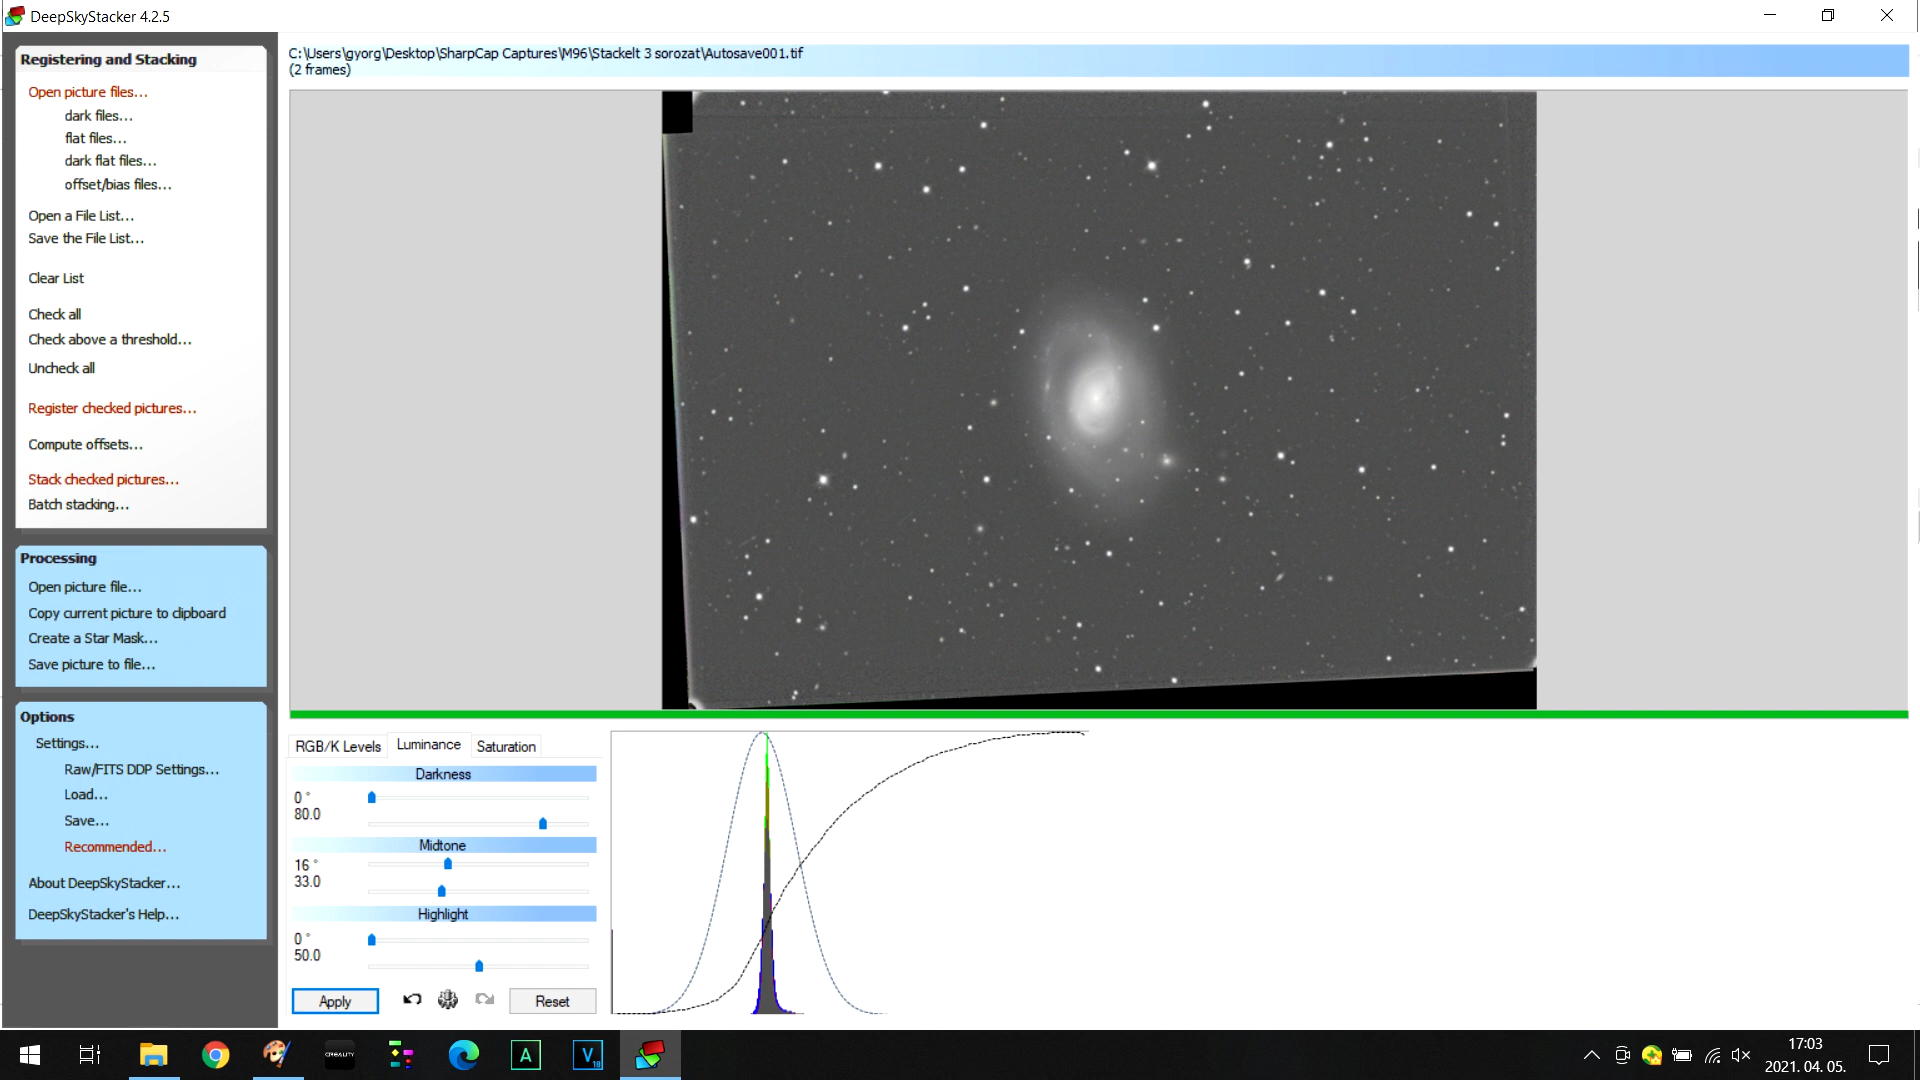 DeepSkyStacker 4.2.5
Registering and Stacking
Open picture files...
dark files...
flat files...
dark flat files...
offset/bias files...
Open a File List...
Save the File List...
Clear List
Check all
Check above a threshold...
Uncheck all
Register checked pictures...
Compute offsets...
Stack checked pictures...
Batch stacking...
Processing
Open picture file...
Copy current picture to clipboard
Create a Star Mask...
Save picture to file...
Options
Settings...
Raw/FITS DDP Settings...
Load...
Save...
Recommended...
About DeepSkyStacker...
DeepSkyStacker's Help...
C:\Users\gyorg\Desktop\SharpCap Captures\M96\StackeIt 3 sorozat\Autosave001.tif
(2 frames)
RGB/K Levels Luminance Saturation
Darkness
0 °
80.0
Midtone
16 °
33.0
Highlight
0 °
50.0
Apply Reset
CREALITY
A
V
18
17:03
2021. 04. 05.